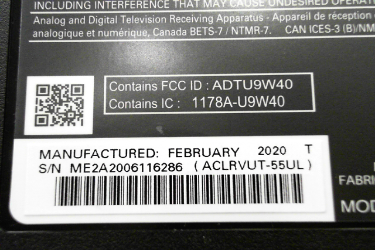 INCLUDING INTERFERENCE THAT MAY CAUSE UNDESIRED OPERATION
Analog and Digital Television Receiving Apparatus - Appareil de réception
analogique et numérique, Canada BETS-7 / NTMR-7. CAN ICES-3 (B)/NM
Contains FCC ID : ADTU9W40
Contains IC : 1178A-U9W40
MANUFACTURED: FEBRUARY 2020 T
S/N ME2A2006116286 (ACLRVUT-55UL)
FABRI
MOD